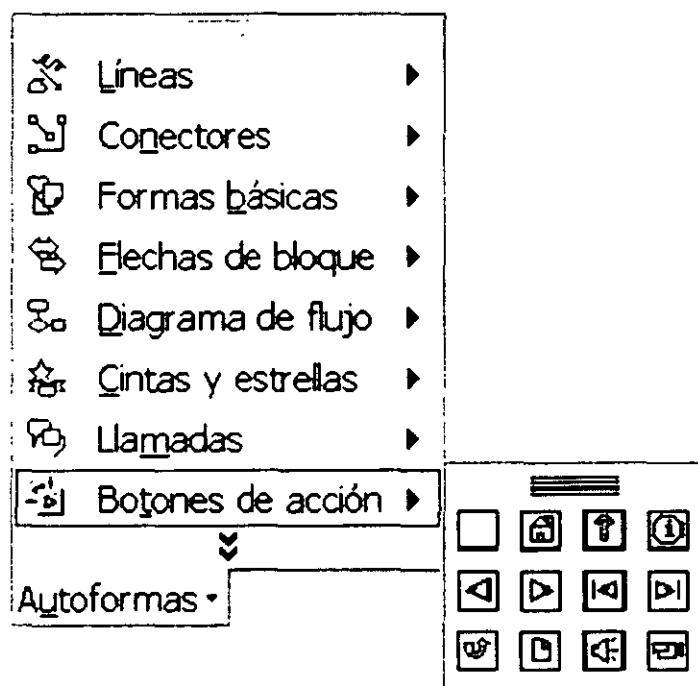 Líneas
Conectores
Formas básicas
Flechas de bloque
Diagrama de flujo
Cintas y estrellas
Llamadas
Botones de acción
Autoformas